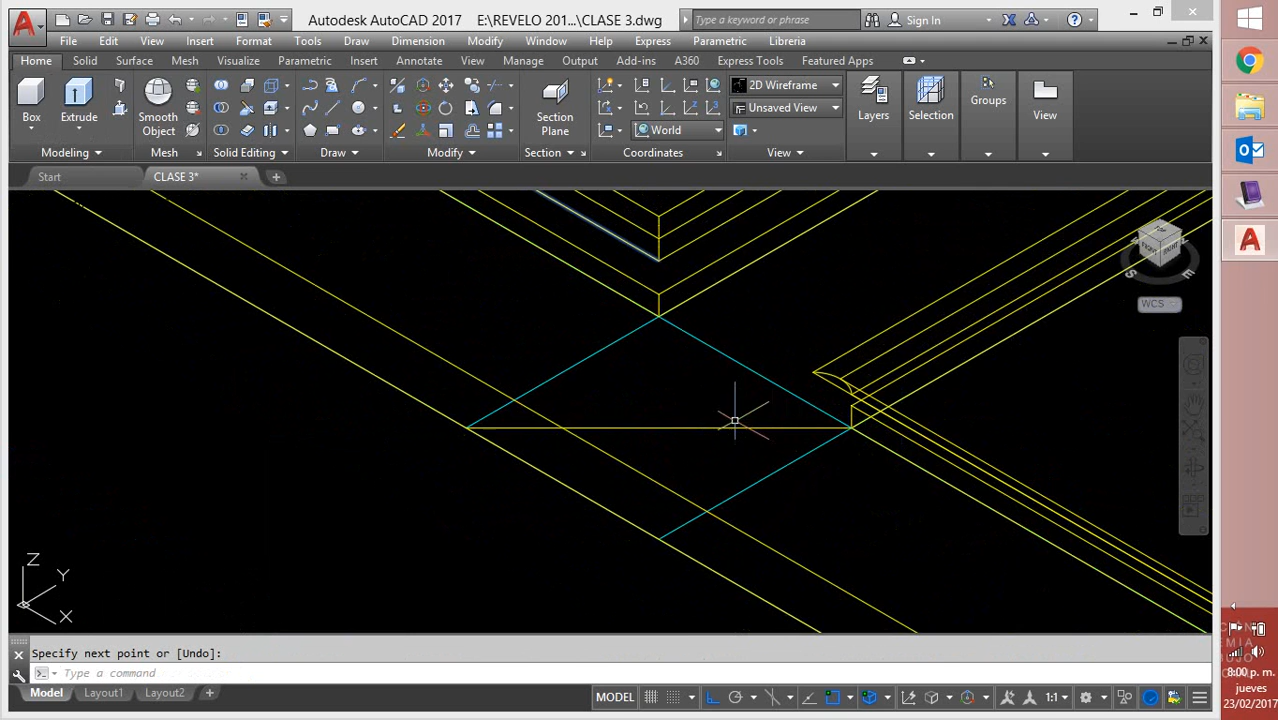 Autodesk AutoCAD 2017 E:\REVELO 201...\CLASE 3.dwg Type a keyword or phrase Sign In
File Edit View Insert Format Tools Draw Dimension Modify Window Help Express Parametric Libreria
Home Solid Surface Mesh Visualize Parametric Insert Annotate View Manage Output Add-ins A360 Express Tools Featured Apps
2D Wireframe
Unsaved View
World
Box Extrude Smooth Object Section Plane Layers Selection Groups View
Modeling Mesh Solid Editing Draw Modify Section Coordinates View
Start CLASE 3*
TOP
FRONT RIGHT
S E
WCS
Z
Y
X
Specify next point or [Undo]:
Type a command
Model Layout1 Layout2 MODEL 1:1
8:00 p. m.
jueves
23/02/2017